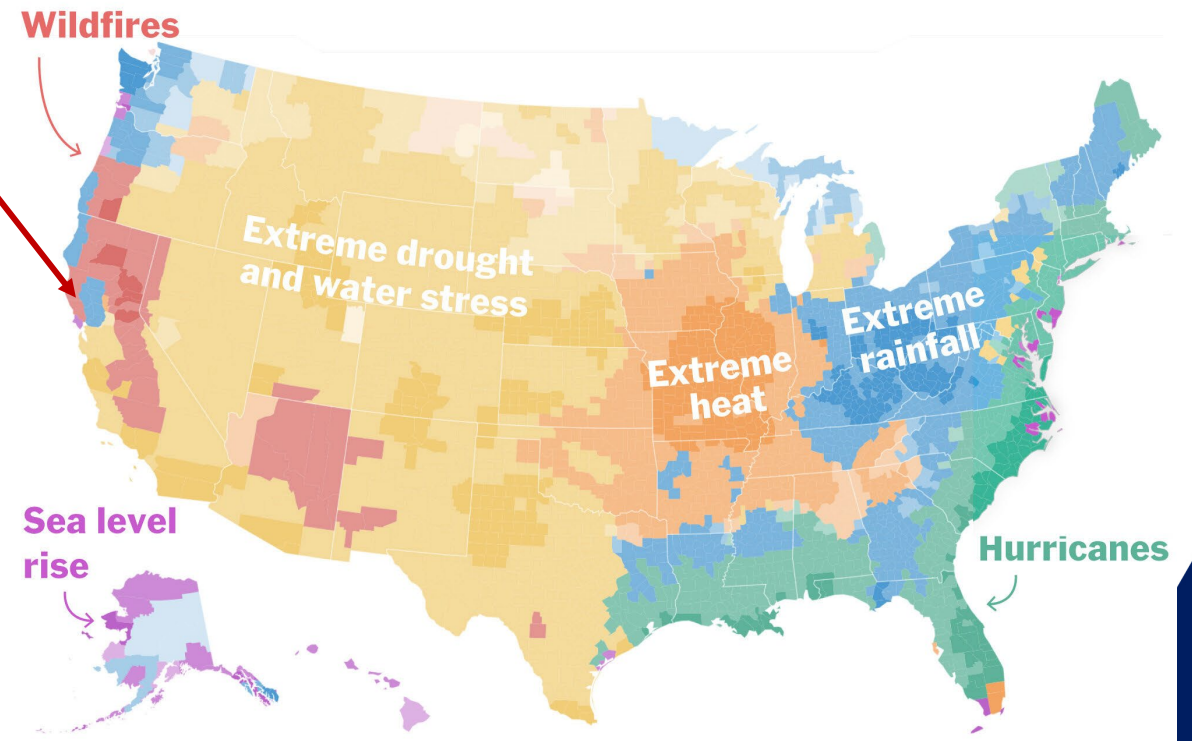 Wildfires
Extreme drought
and water stress
Extreme
heat
Extreme
rainfall
Sea level
rise
Hurricanes